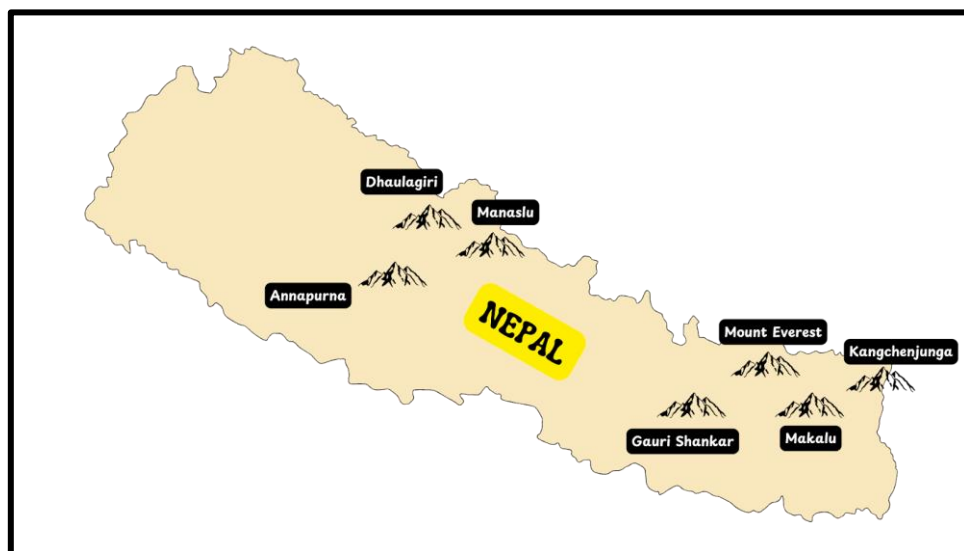 Dhaulagiri
Manaslu
Annapurna
NEPAL
Mount Everest
Kangchenjunga
Gauri Shankar
Makalu